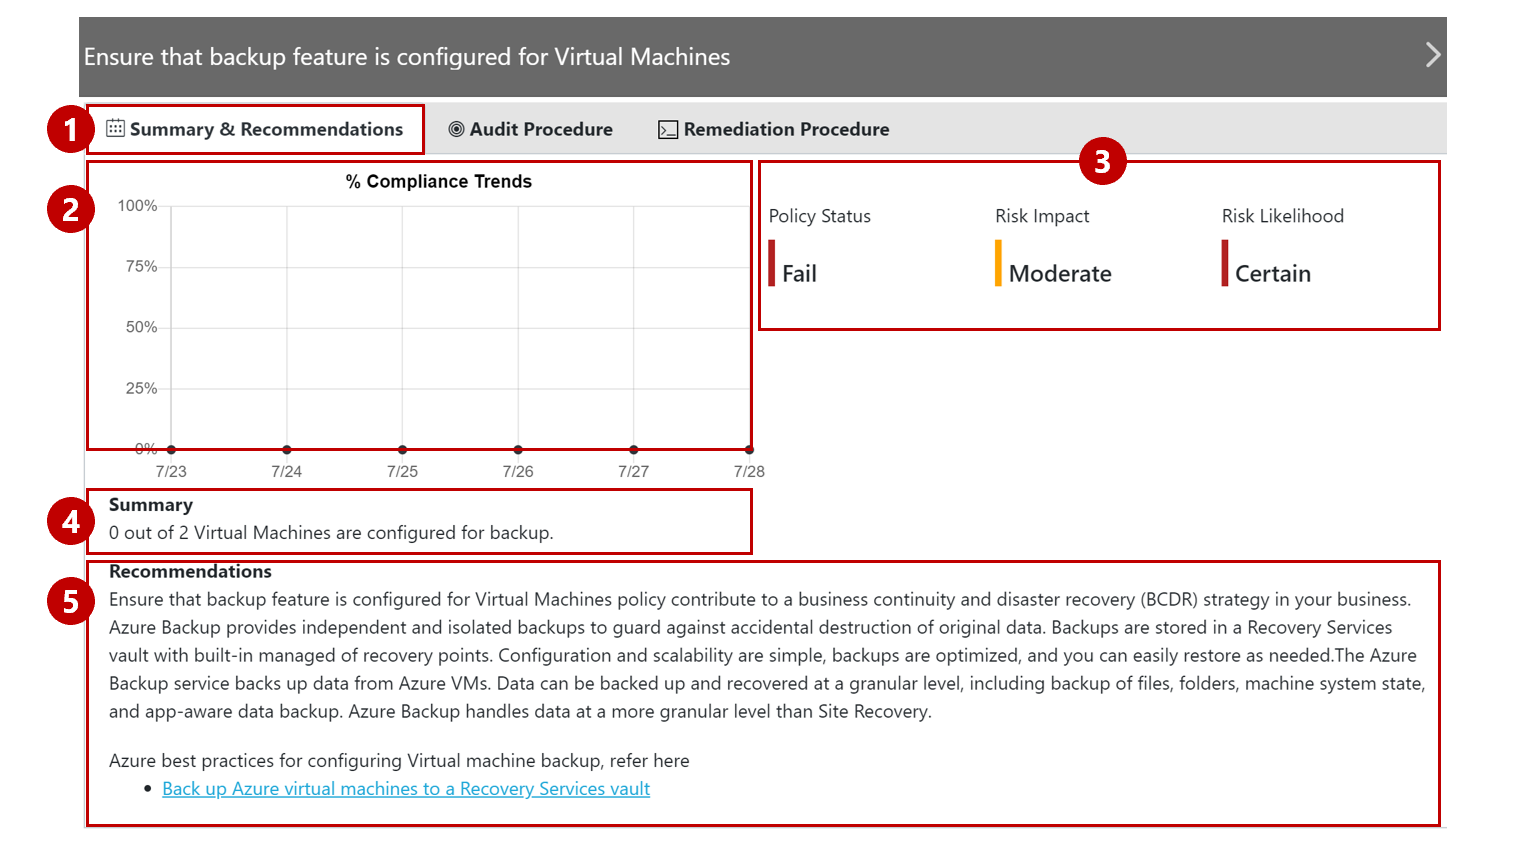 Ensure that backup feature is configured for Virtual Machines
1
Summary & Recommendations
Audit Procedure
Remediation Procedure
2
% Compliance Trends
100%
75%
50%
25%
0%
7/23 7/24 7/25 7/26 7/27 7/28
3
Policy Status Risk Impact Risk Likelihood
Fail Moderate Certain
4
Summary
0 out of 2 Virtual Machines are configured for backup.
5
Recommendations
Ensure that backup feature is configured for Virtual Machines policy contribute to a business continuity and disaster recovery (BCDR) strategy in your business.
Azure Backup provides independent and isolated backups to guard against accidental destruction of original data. Backups are stored in a Recovery Services
vault with built-in managed of recovery points. Configuration and scalability are simple, backups are optimized, and you can easily restore as needed.The Azure
Backup service backs up data from Azure VMs. Data can be backed up and recovered at a granular level, including backup of files, folders, machine system state,
and app-aware data backup. Azure Backup handles data at a more granular level than Site Recovery.
Azure best practices for configuring Virtual machine backup, refer here
• Back up Azure virtual machines to a Recovery Services vault